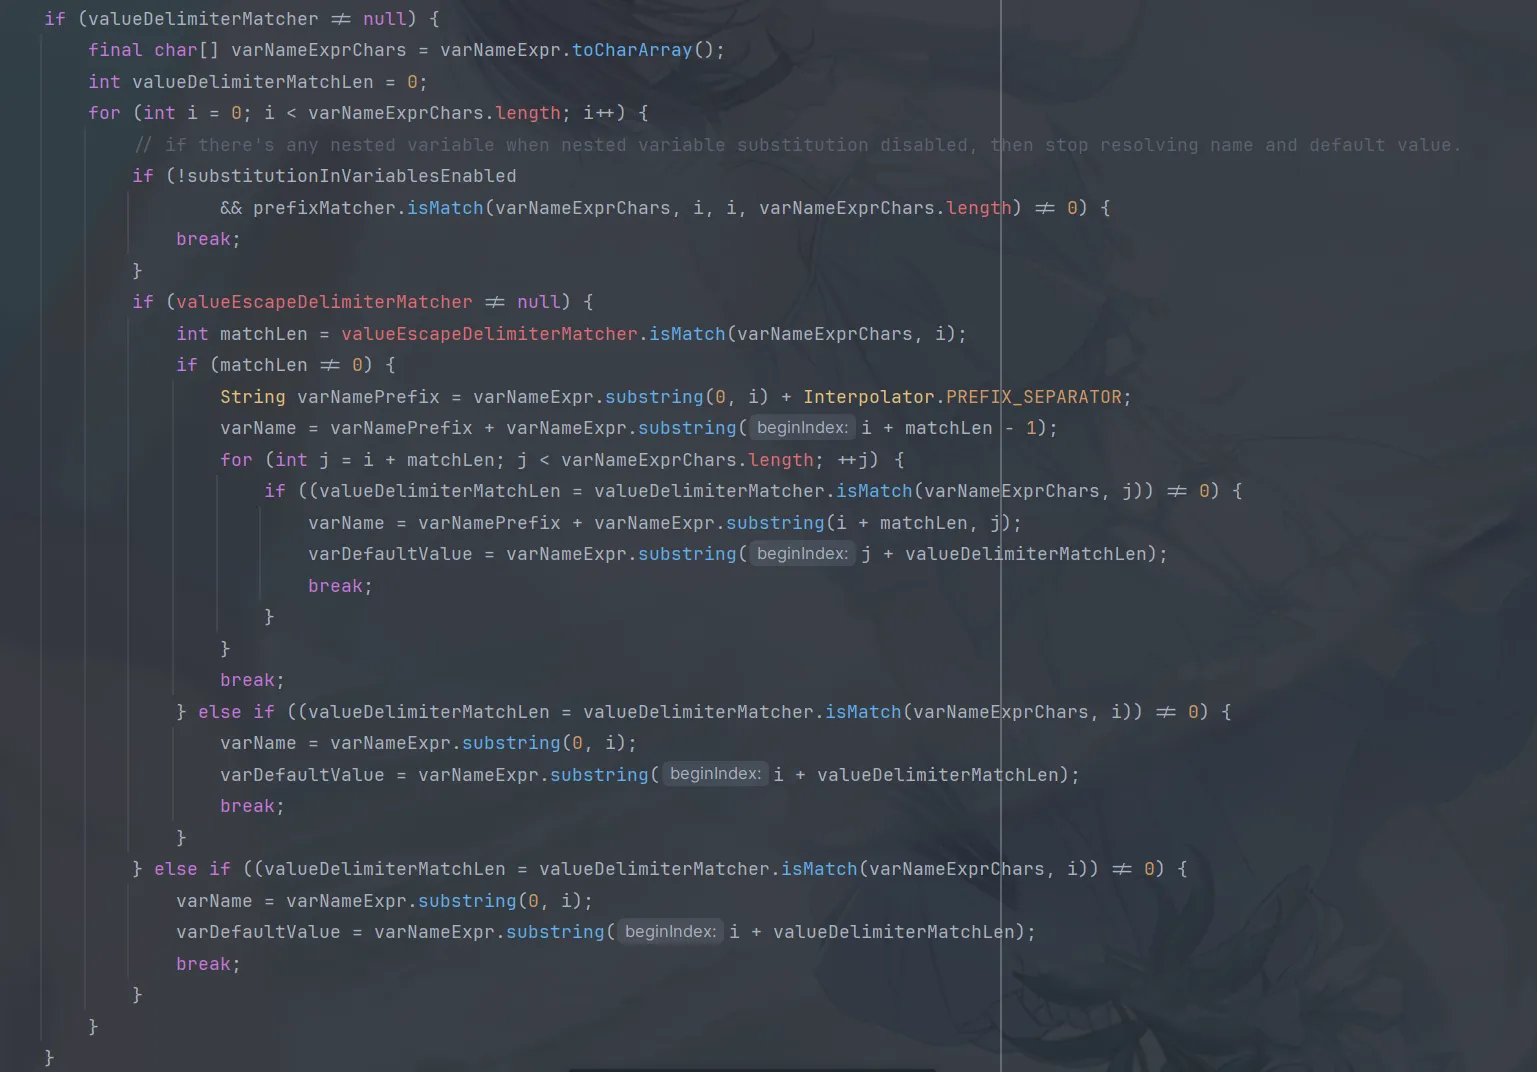 if (valueDelimiterMatcher != null) {
final char[] varNameExprChars = varNameExpr.toCharArray();
int valueDelimiterMatchLen = 0;
for (int i = 0; i < varNameExprChars.length; i++) {
// if there's any nested variable when nested variable substitution disabled, then stop resolving name and default value.
if (!substitutionInVariablesEnabled
&& prefixMatcher.isMatch(varNameExprChars, i, i, varNameExprChars.length) != 0) {
break;
}
if (valueEscapeDelimiterMatcher != null) {
int matchLen = valueEscapeDelimiterMatcher.isMatch(varNameExprChars, i);
if (matchLen != 0) {
String varNamePrefix = varNameExpr.substring(0, i) + Interpolator.PREFIX_SEPARATOR;
varName = varNamePrefix + varNameExpr.substring( beginIndex: i + matchLen - 1);
for (int j = i + matchLen; j < varNameExprChars.length; ++j) {
if ((valueDelimiterMatchLen = valueDelimiterMatcher.isMatch(varNameExprChars, j)) != 0) {
varName = varNamePrefix + varNameExpr.substring(i + matchLen, j);
varDefaultValue = varNameExpr.substring( beginIndex: j + valueDelimiterMatchLen);
break;
}
}
break;
} else if ((valueDelimiterMatchLen = valueDelimiterMatcher.isMatch(varNameExprChars, i)) != 0) {
varName = varNameExpr.substring(0, i);
varDefaultValue = varNameExpr.substring( beginIndex: i + valueDelimiterMatchLen);
break;
}
} else if ((valueDelimiterMatchLen = valueDelimiterMatcher.isMatch(varNameExprChars, i)) != 0) {
varName = varNameExpr.substring(0, i);
varDefaultValue = varNameExpr.substring( beginIndex: i + valueDelimiterMatchLen);
break;
}
}
}